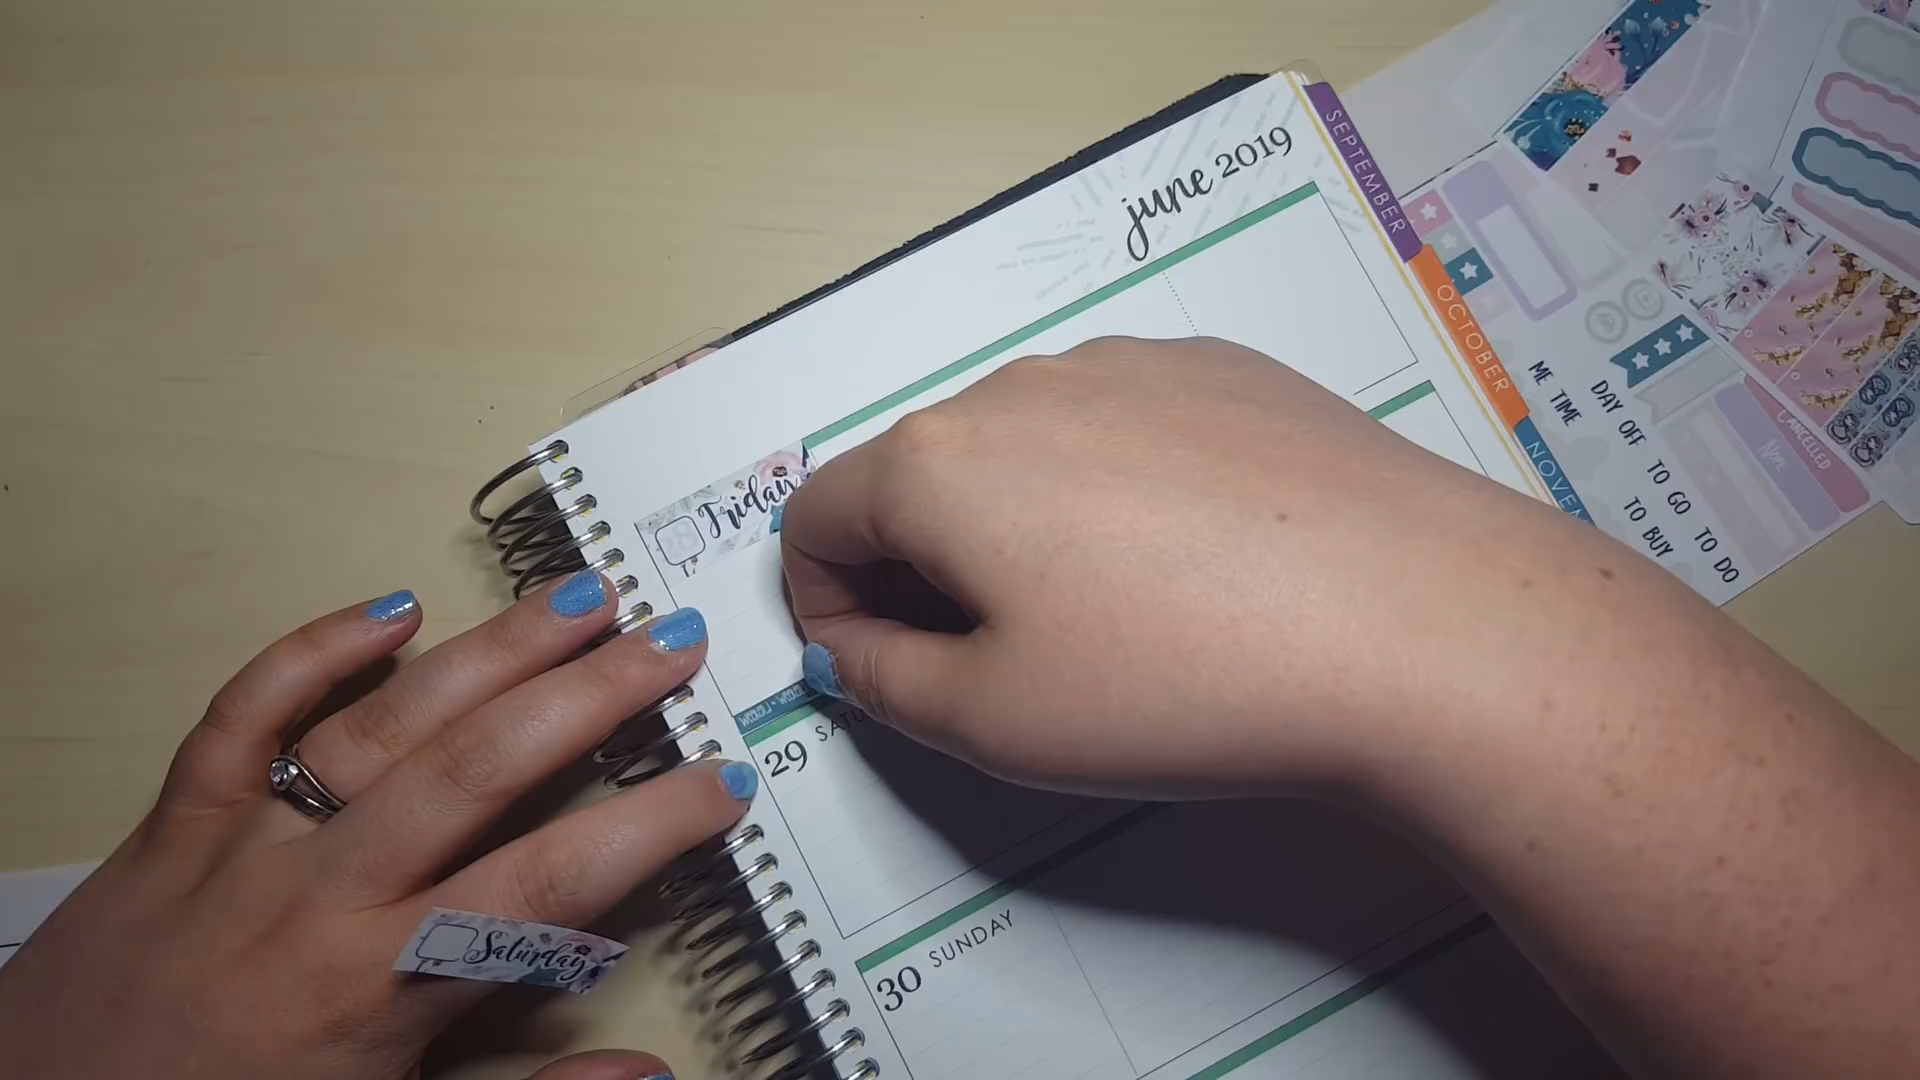 june 2019
SEPTEMBER
OCTOBER
ME TIME
DAY OFF
TO GO
TO DO
TO BUY
CANCELLED
Friday
28
29
30 SUNDAY
Saturday